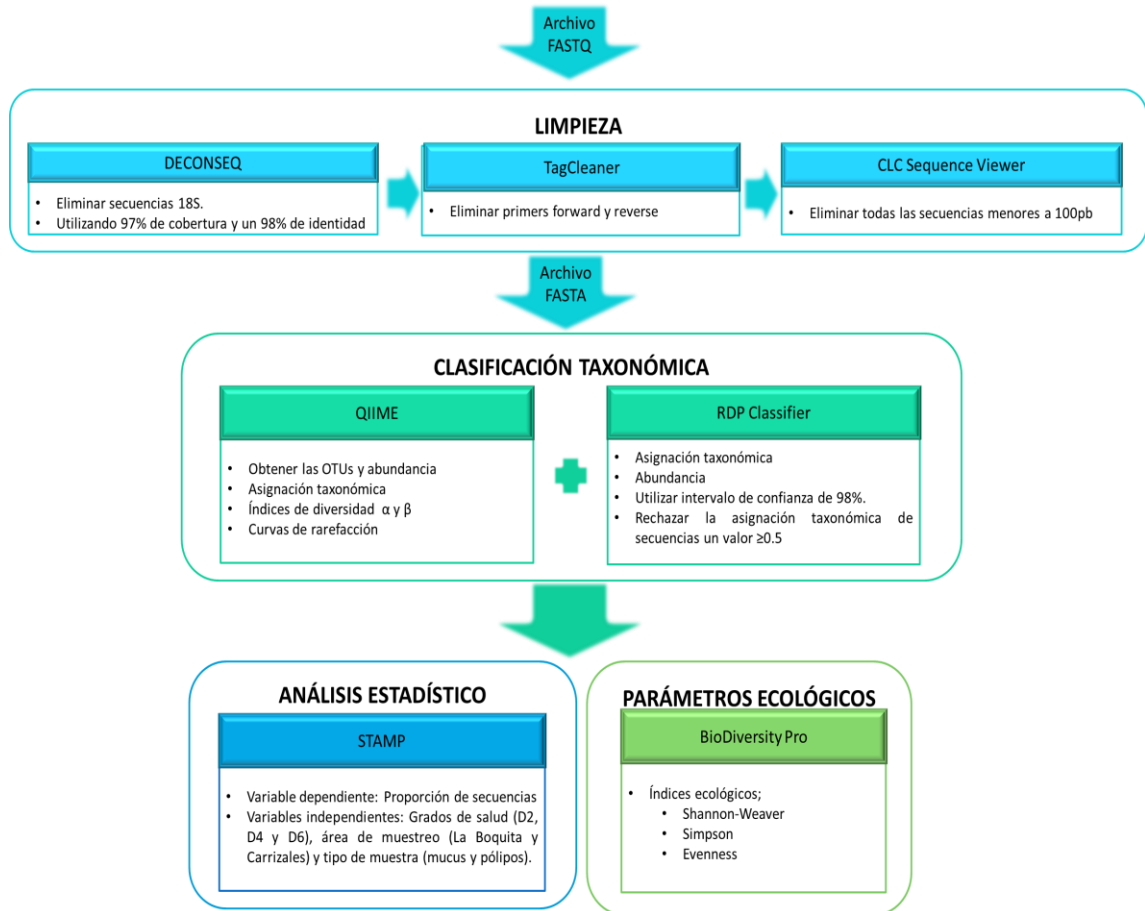 Archivo
FASTQ
LIMPIEZA
DECONSEQ
• Eliminar secuencias 18S.
• Utilizando 97% de cobertura y un 98% de identidad
TagCleaner
• Eliminar primers forward y reverse
CLC Sequence Viewer
• Eliminar todas las secuencias menores a 100pb
Archivo
FASTA
CLASIFICACIÓN TAXONÓMICA
QIIME
• Obtener las OTUs y abundancia
• Asignación taxonómica
• Índices de diversidad α y β
• Curvas de rarefacción
RDP Classifier
• Asignación taxonómica
• Abundancia
• Utilizar intervalo de confianza de 98%.
• Rechazar la asignación taxonómica de
secuencias un valor ≥0.5
ANÁLISIS ESTADÍSTICO
STAMP
• Variable dependiente: Proporción de secuencias
• Variables independientes: Grados de salud (D2,
D4 y D6), área de muestreo (La Boquita y
Carrizales) y tipo de muestra (mucus y pólipos).
PARÁMETROS ECOLÓGICOS
BioDiversity Pro
• Índices ecológicos;
• Shannon-Weaver
• Simpson
• Evenness